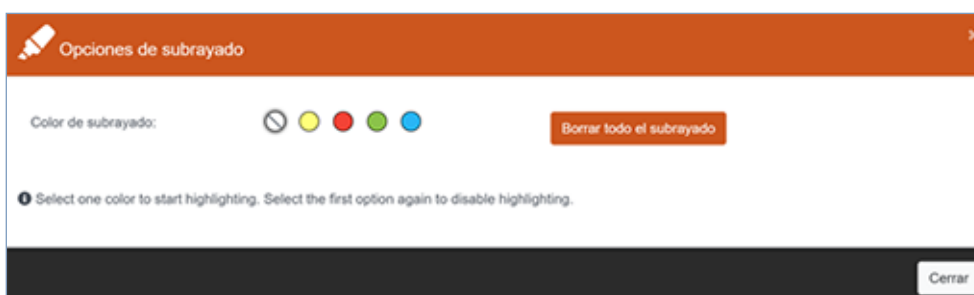 Opciones de subrayado
Color de subrayado:
Borrar todo el subrayado
Select one color to start highlighting. Select the first option again to disable highlighting.
Cerrar